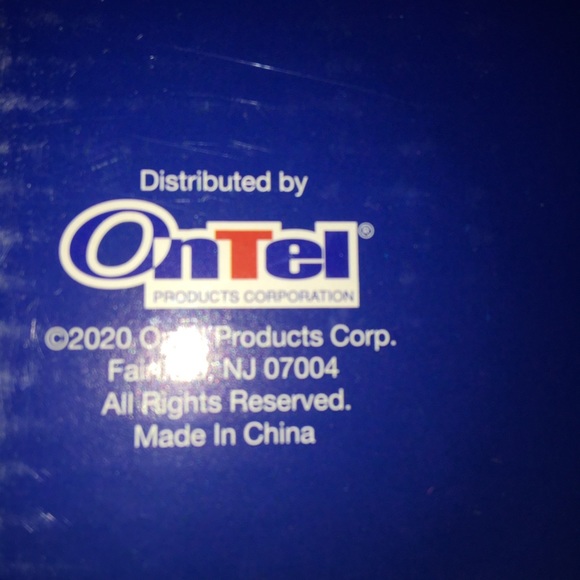 Distributed by
OnTel®
PRODUCTS CORPORATION
©2020 Products Corp.
NJ 07004
All Rights Reserved.
Made In China